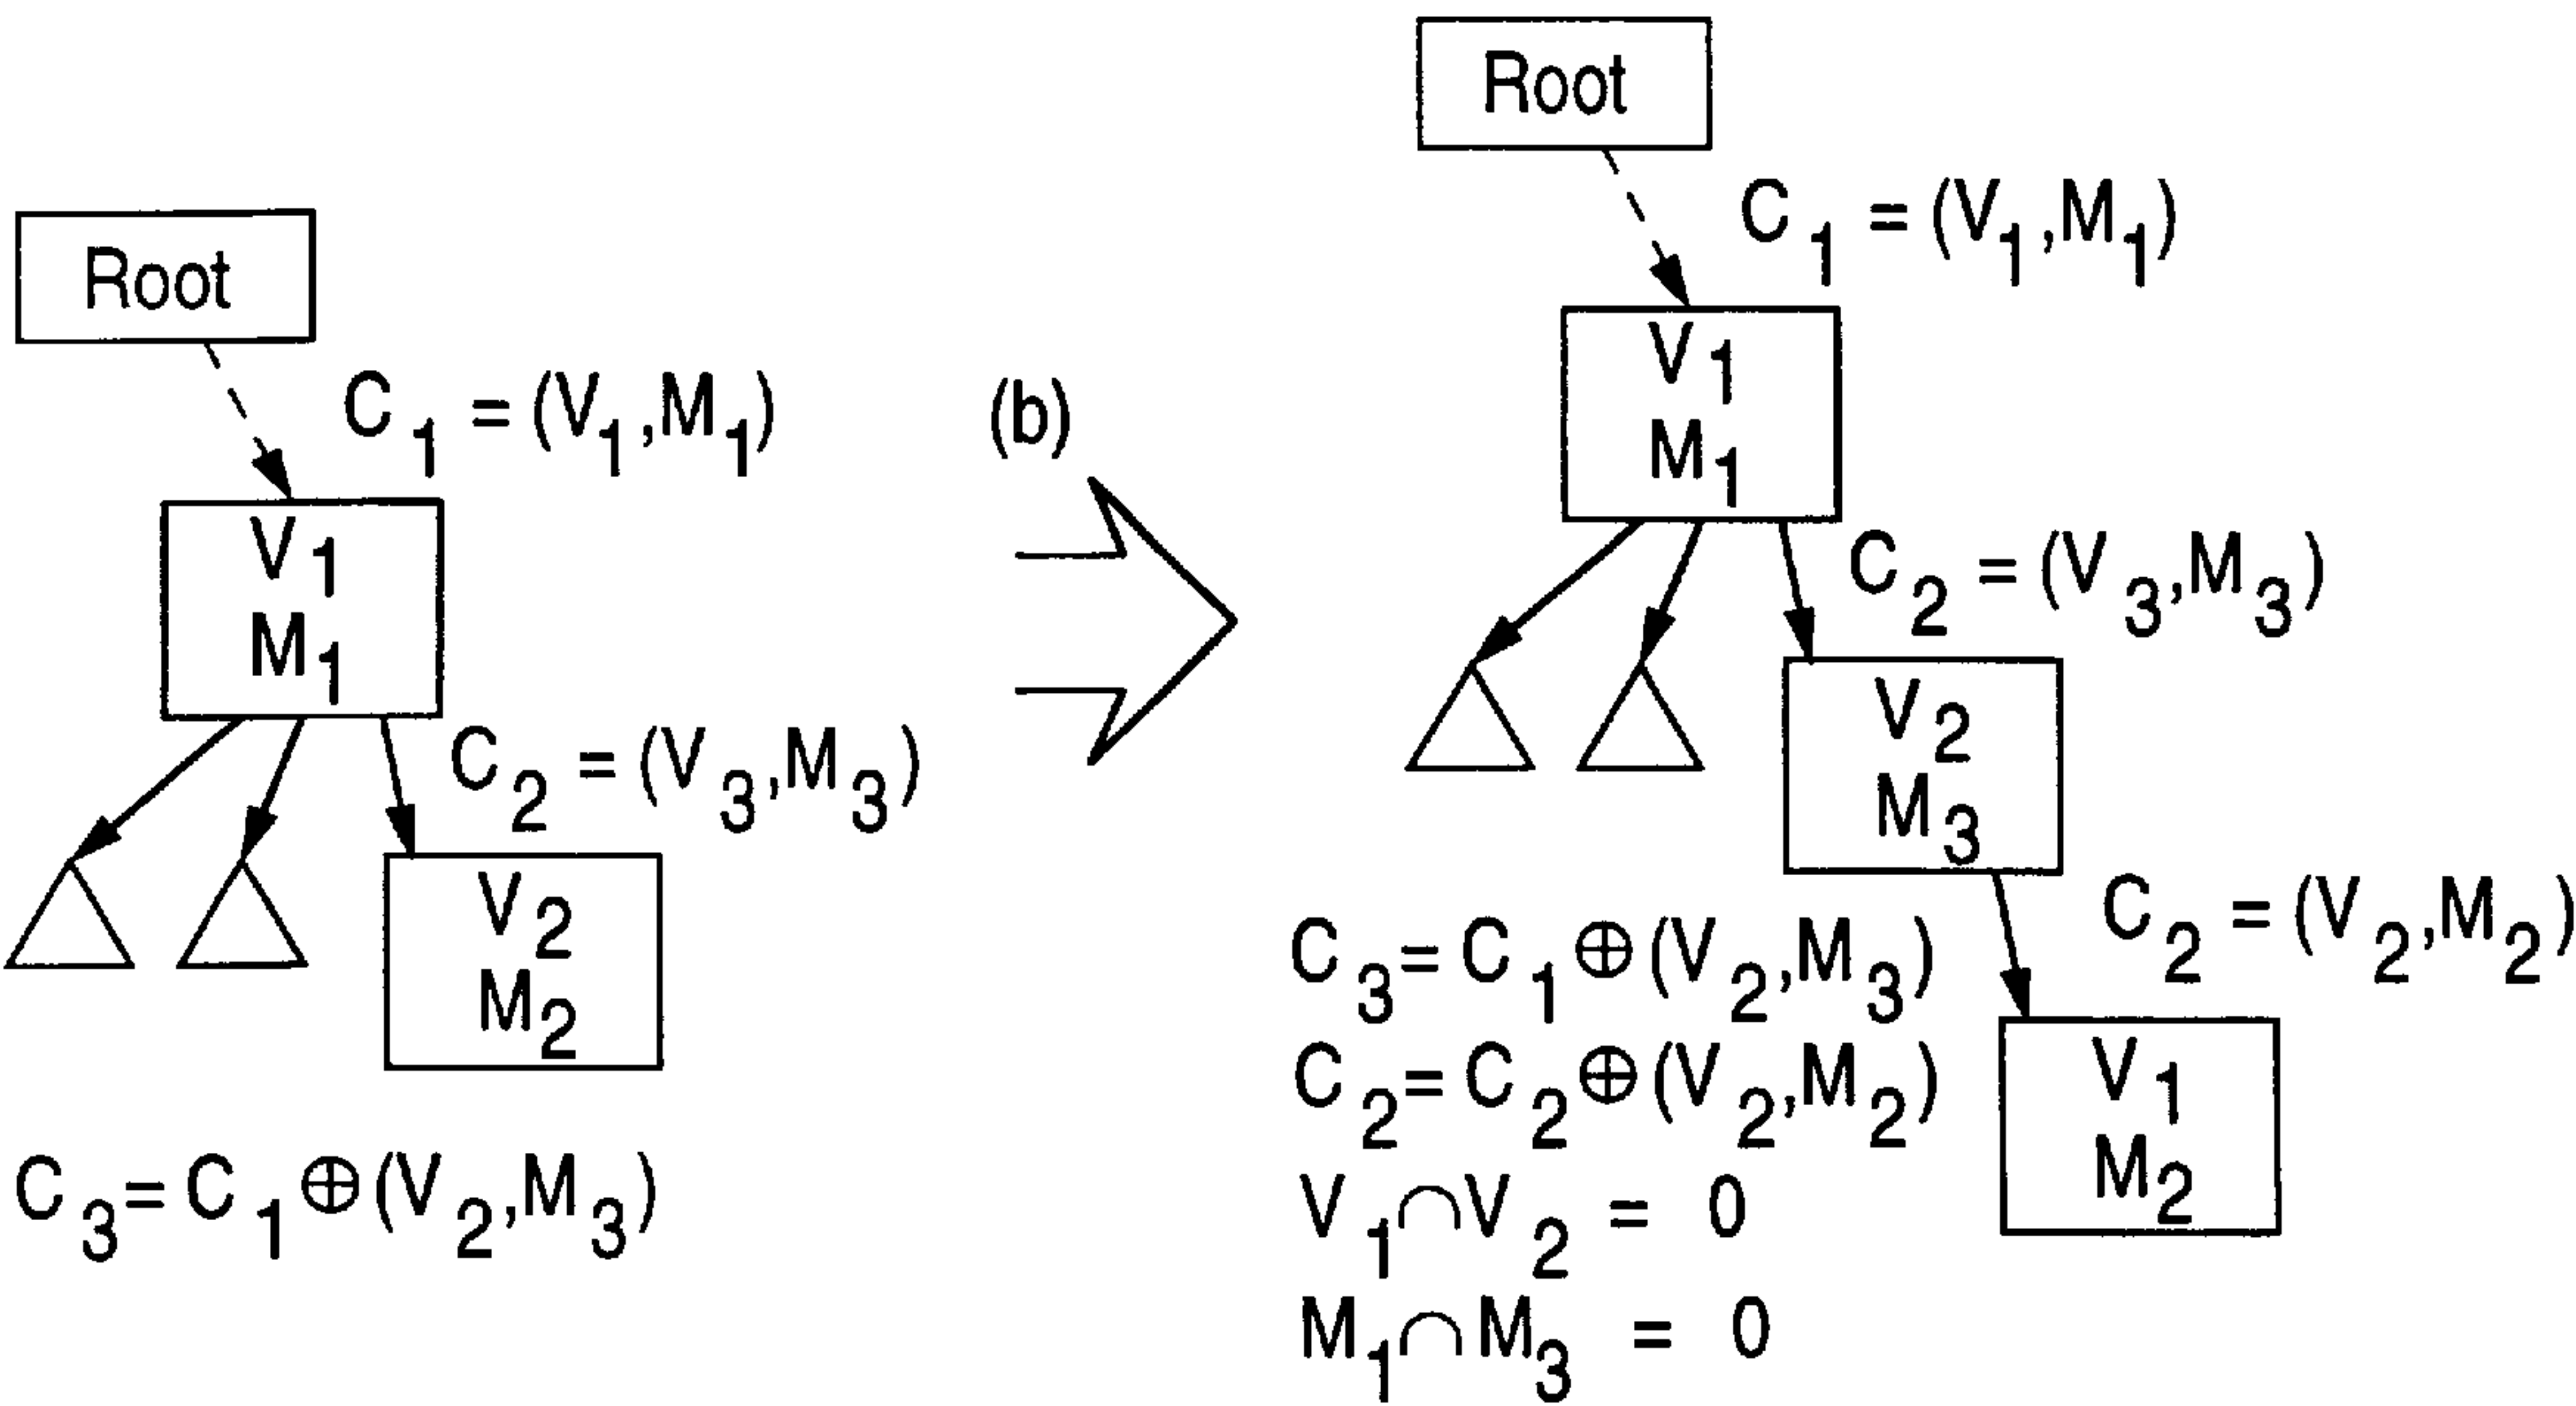 Root
C₁ = (V₁,M₁)
V₁
M₁
C₂ = (V₃,M₃)
V₂
M₂
C₃= C₁⊕(V₂,M₃)
(b)
Root
C₁ = (V₁,M₁)
V₁
M₁
C₂ = (V₃,M₃)
V₂
M₃
C₂ = (V₂,M₂)
V₁
M₂
C₃= C₁⊕(V₂,M₃)
C₂= C₂⊕(V₂,M₂)
V₁∩V₂ = 0
M₁∩M₃ = 0